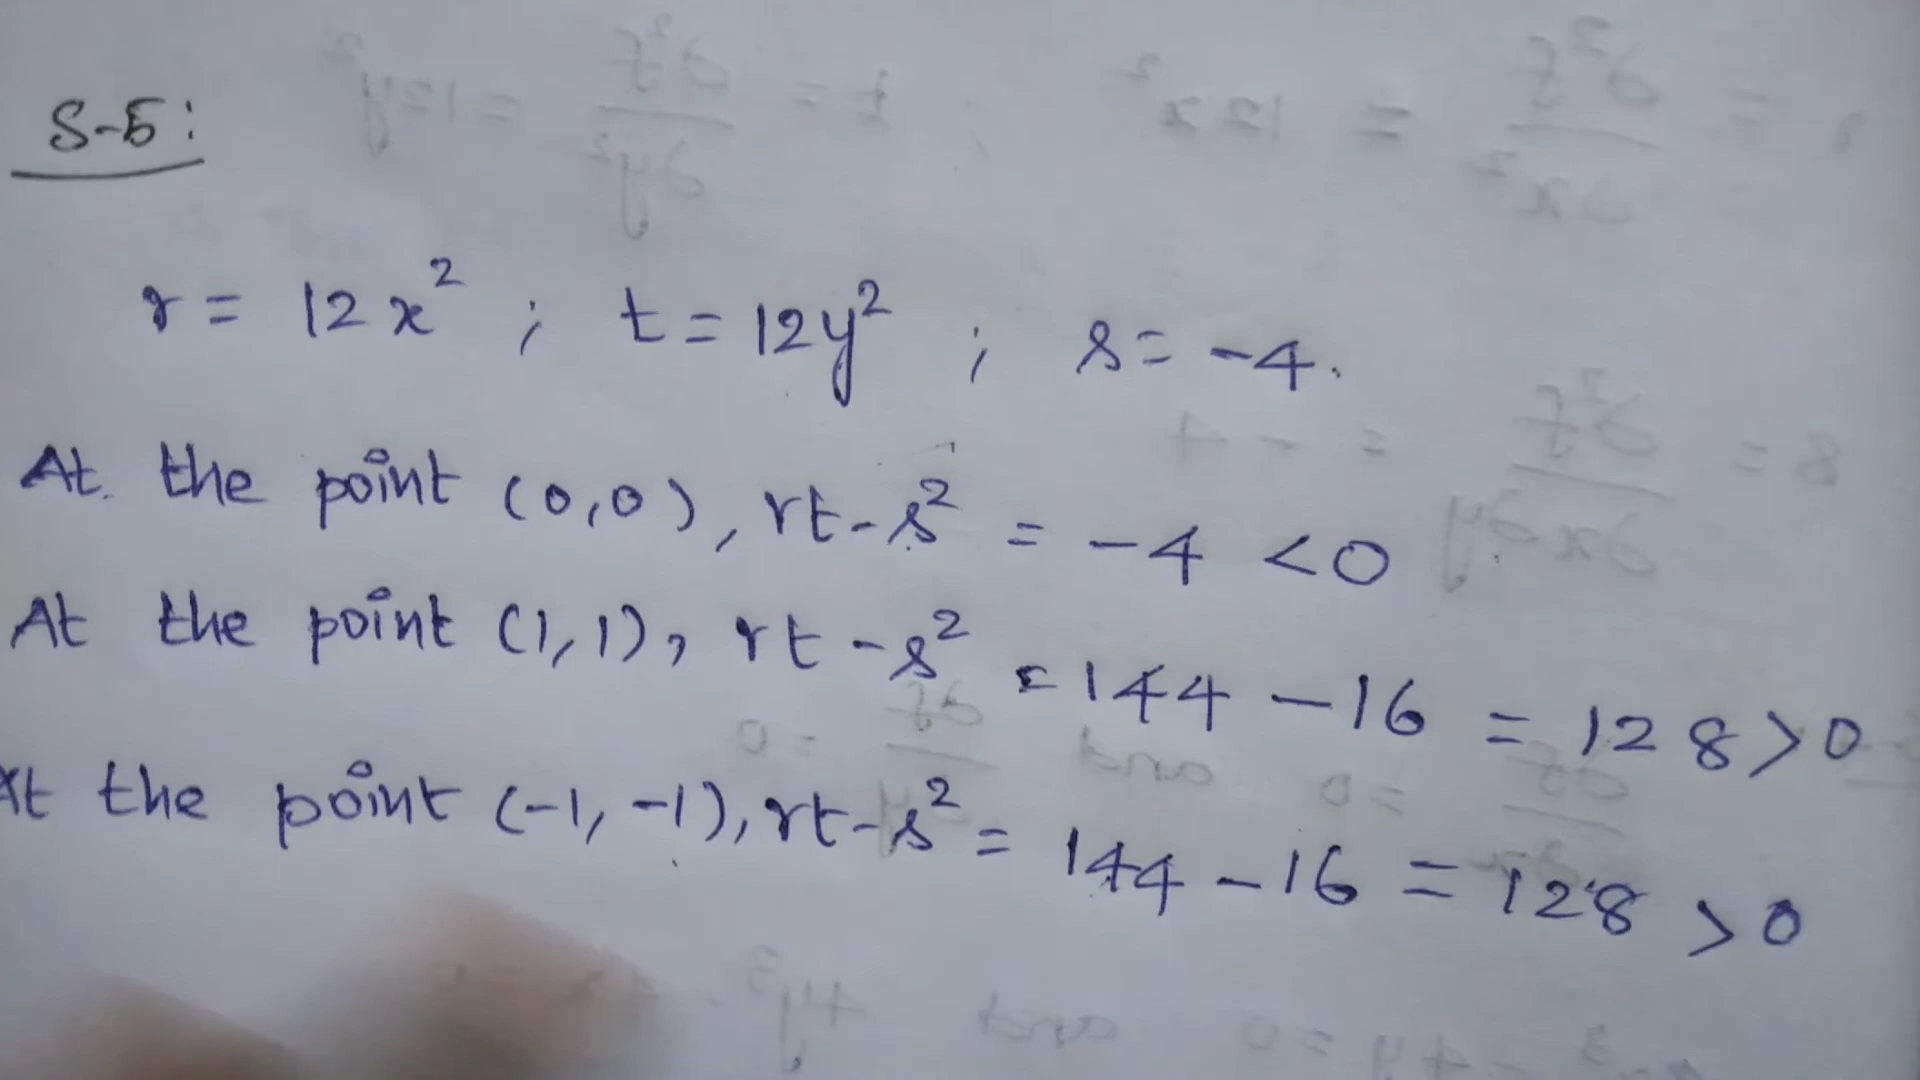 S-5:
r = 12x² ; t = 12y² ; s = -4.
At the point (0,0), rt-s² = -4 <0
At the point (1,1), rt-s² = 144 - 16 = 128 >0
At the point (-1,-1), rt-s² = 144 - 16 = 128 >0